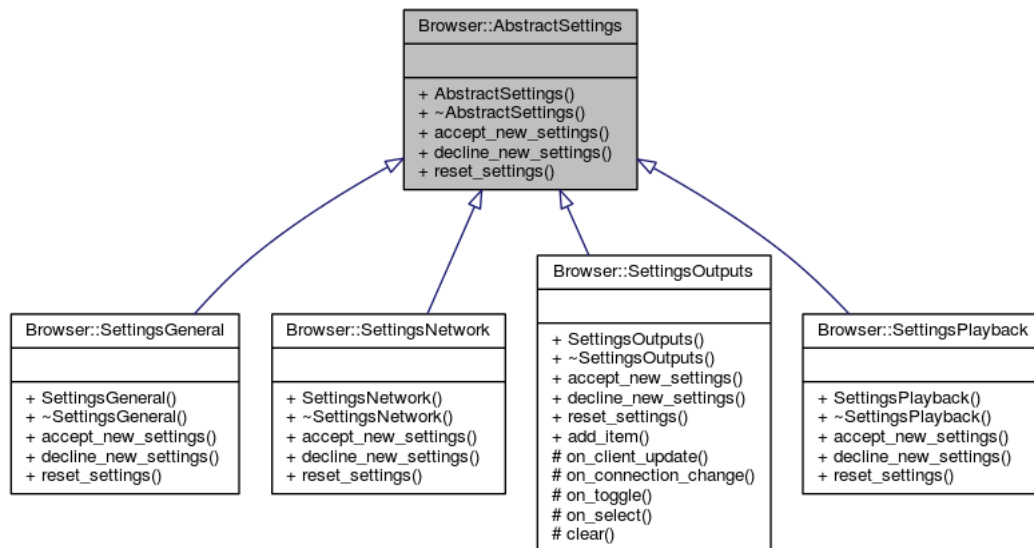 Browser::AbstractSettings
+ AbstractSettings()
+ ~AbstractSettings()
+ accept_new_settings()
+ decline_new_settings()
+ reset_settings()
Browser::SettingsGeneral
+ SettingsGeneral()
+ ~SettingsGeneral()
+ accept_new_settings()
+ decline_new_settings()
+ reset_settings()
Browser::SettingsNetwork
+ SettingsNetwork()
+ ~SettingsNetwork()
+ accept_new_settings()
+ decline_new_settings()
+ reset_settings()
Browser::SettingsOutputs
+ SettingsOutputs()
+ ~SettingsOutputs()
+ accept_new_settings()
+ decline_new_settings()
+ reset_settings()
+ add_item()
# on_client_update()
# on_connection_change()
# on_toggle()
# on_select()
# clear()
Browser::SettingsPlayback
+ SettingsPlayback()
+ ~SettingsPlayback()
+ accept_new_settings()
+ decline_new_settings()
+ reset_settings()